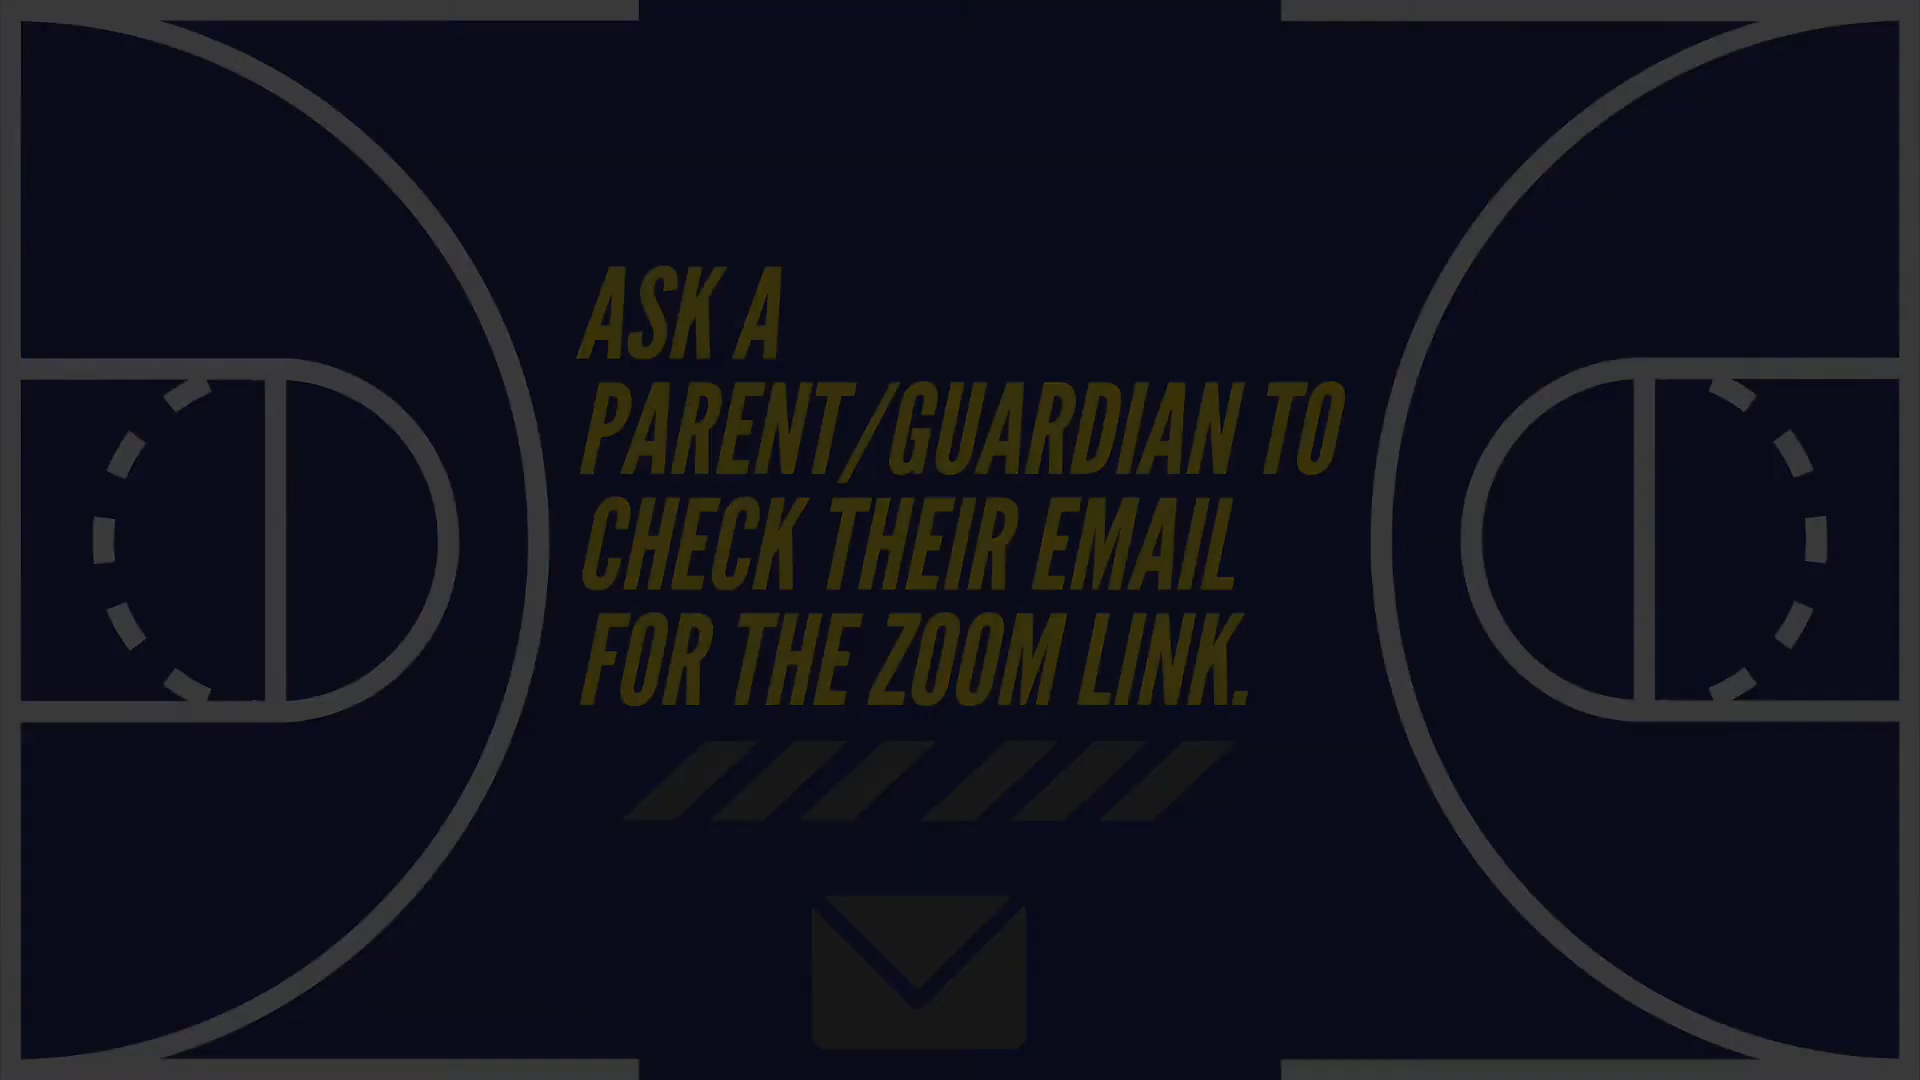 ASK A
PARENT/GUARDIAN TO
CHECK THEIR EMAIL
FOR THE ZOOM LINK.